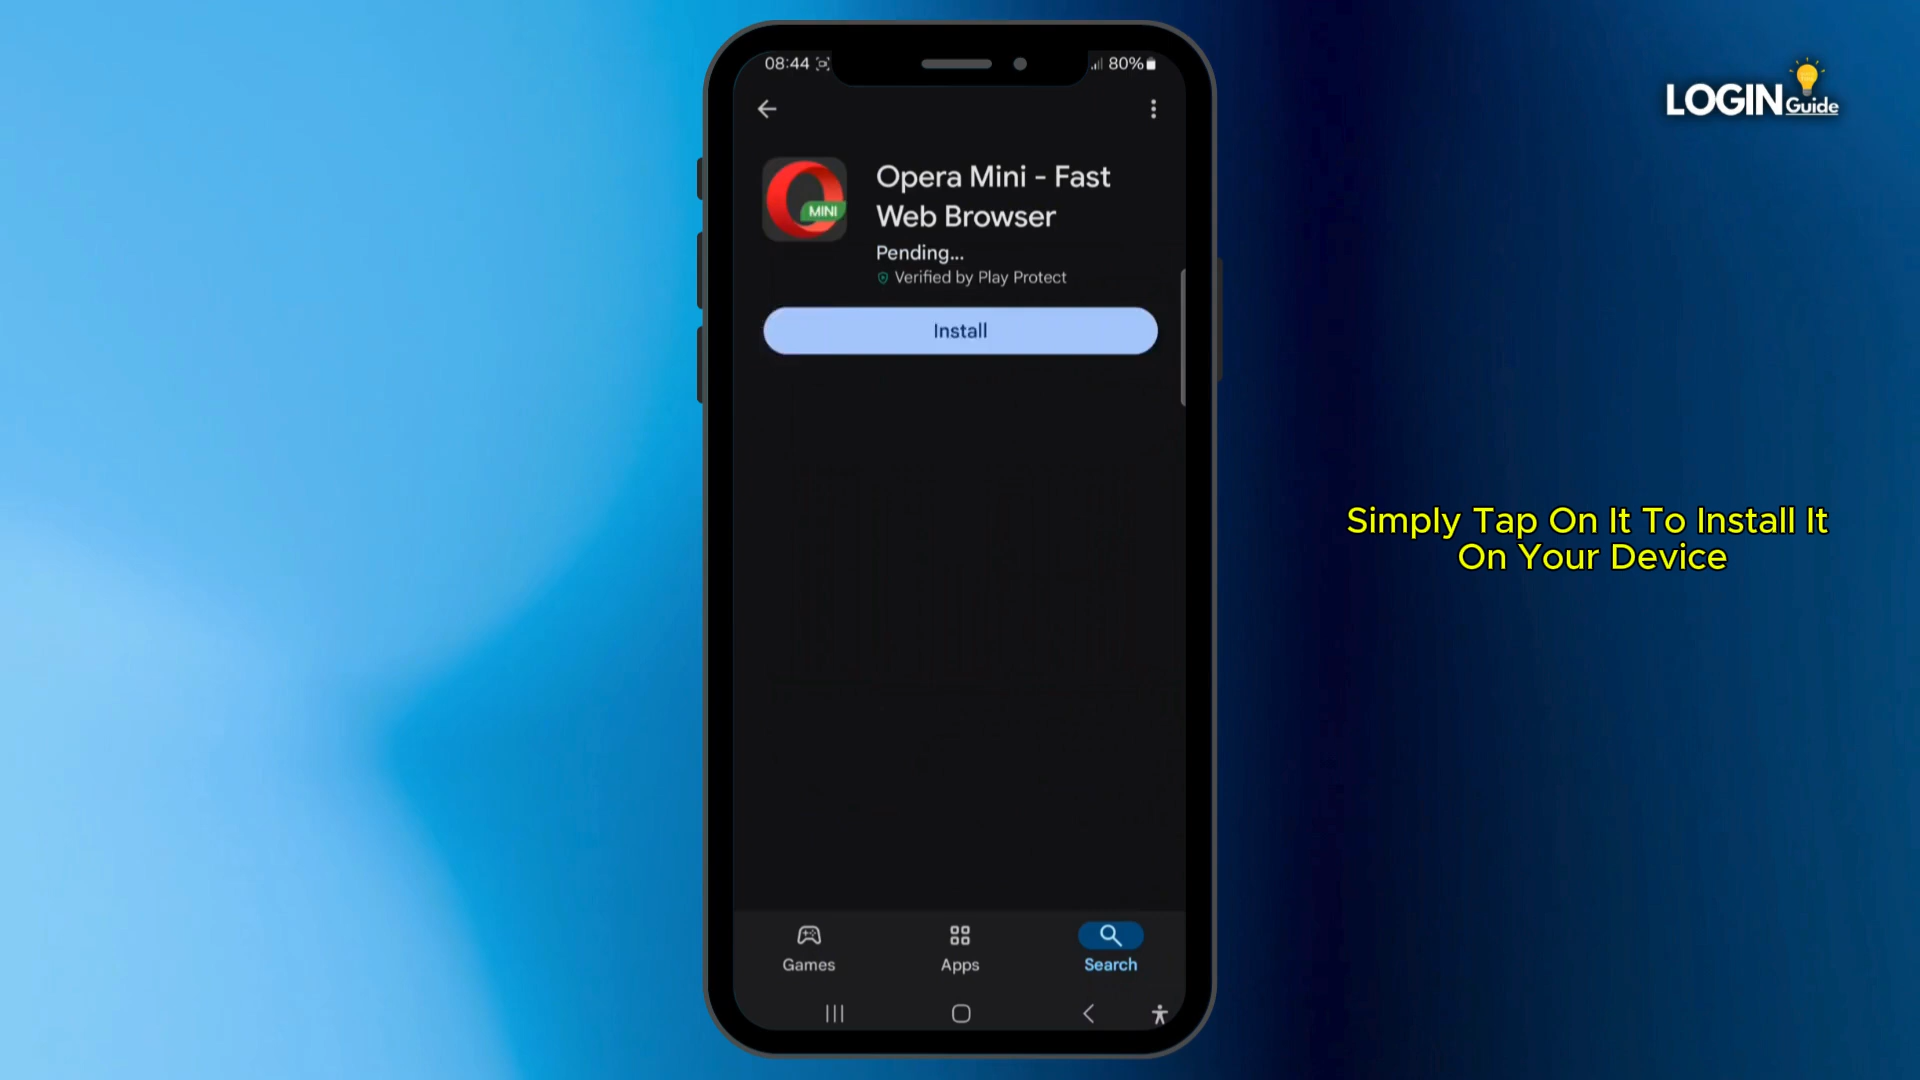 08:44
80%
LOGIN Guide
Opera Mini - Fast
Web Browser
MINI
Pending...
Verified by Play Protect
Install
Simply Tap On It To Install It
On Your Device
Games
Apps
Search